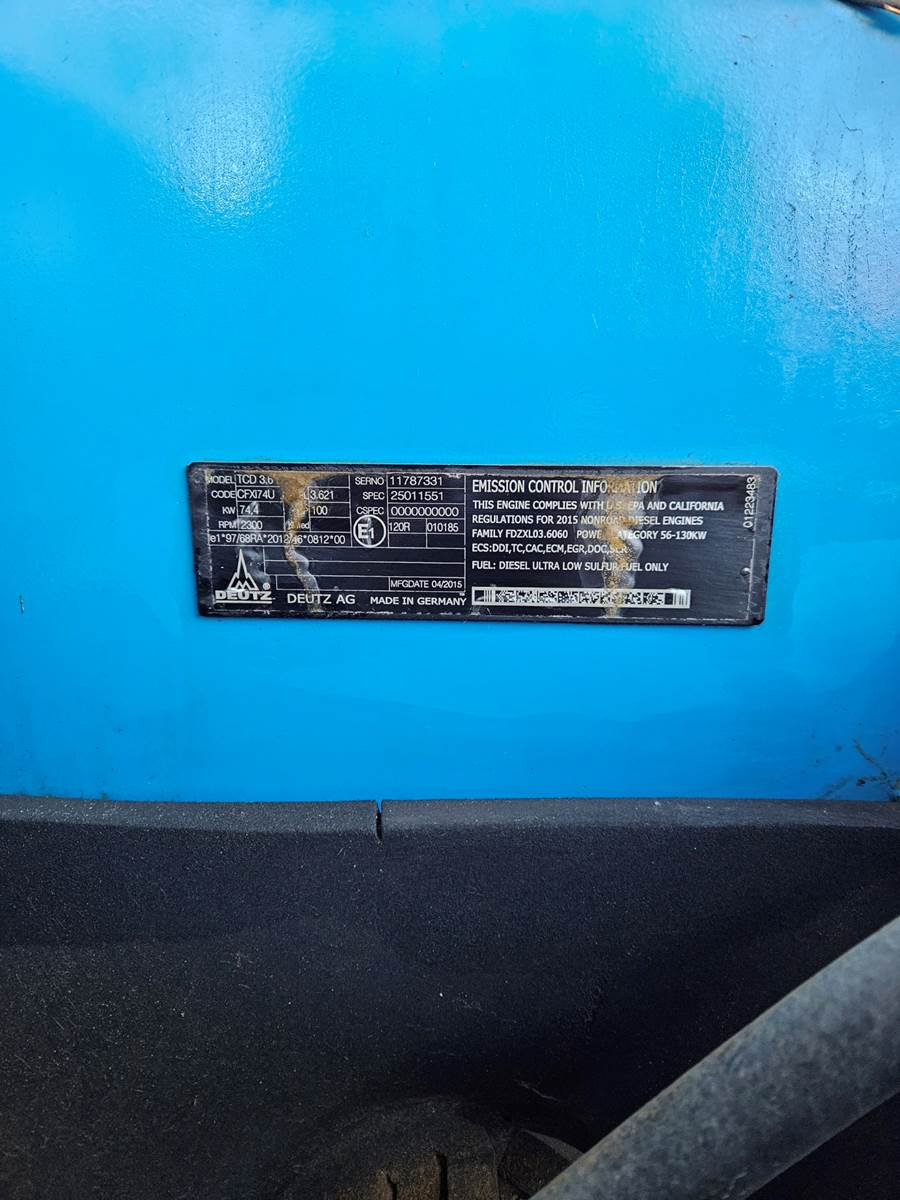 MODEL TCD 3.6 SERNO 11787331
CODE CFXI74U 3.621 SPEC 25011551
KW 74,4 100 CSPEC 0000000000
RPM 2300 E1 120R 010185
e1*97/68RA*2012/46*0812*00
MFGDATE 04/2015
DEUTZ ® DEUTZ AG MADE IN GERMANY
EMISSION CONTROL INFORMATION
THIS ENGINE COMPLIES WITH U.S. EPA AND CALIFORNIA
REGULATIONS FOR 2015 NONROAD DIESEL ENGINES
FAMILY FDZXL03.6060 POWER CATEGORY 56-130KW
ECS:DDI,TC,CAC,ECM,EGR,DOC,SCR
FUEL: DIESEL ULTRA LOW SULFUR FUEL ONLY
01223483